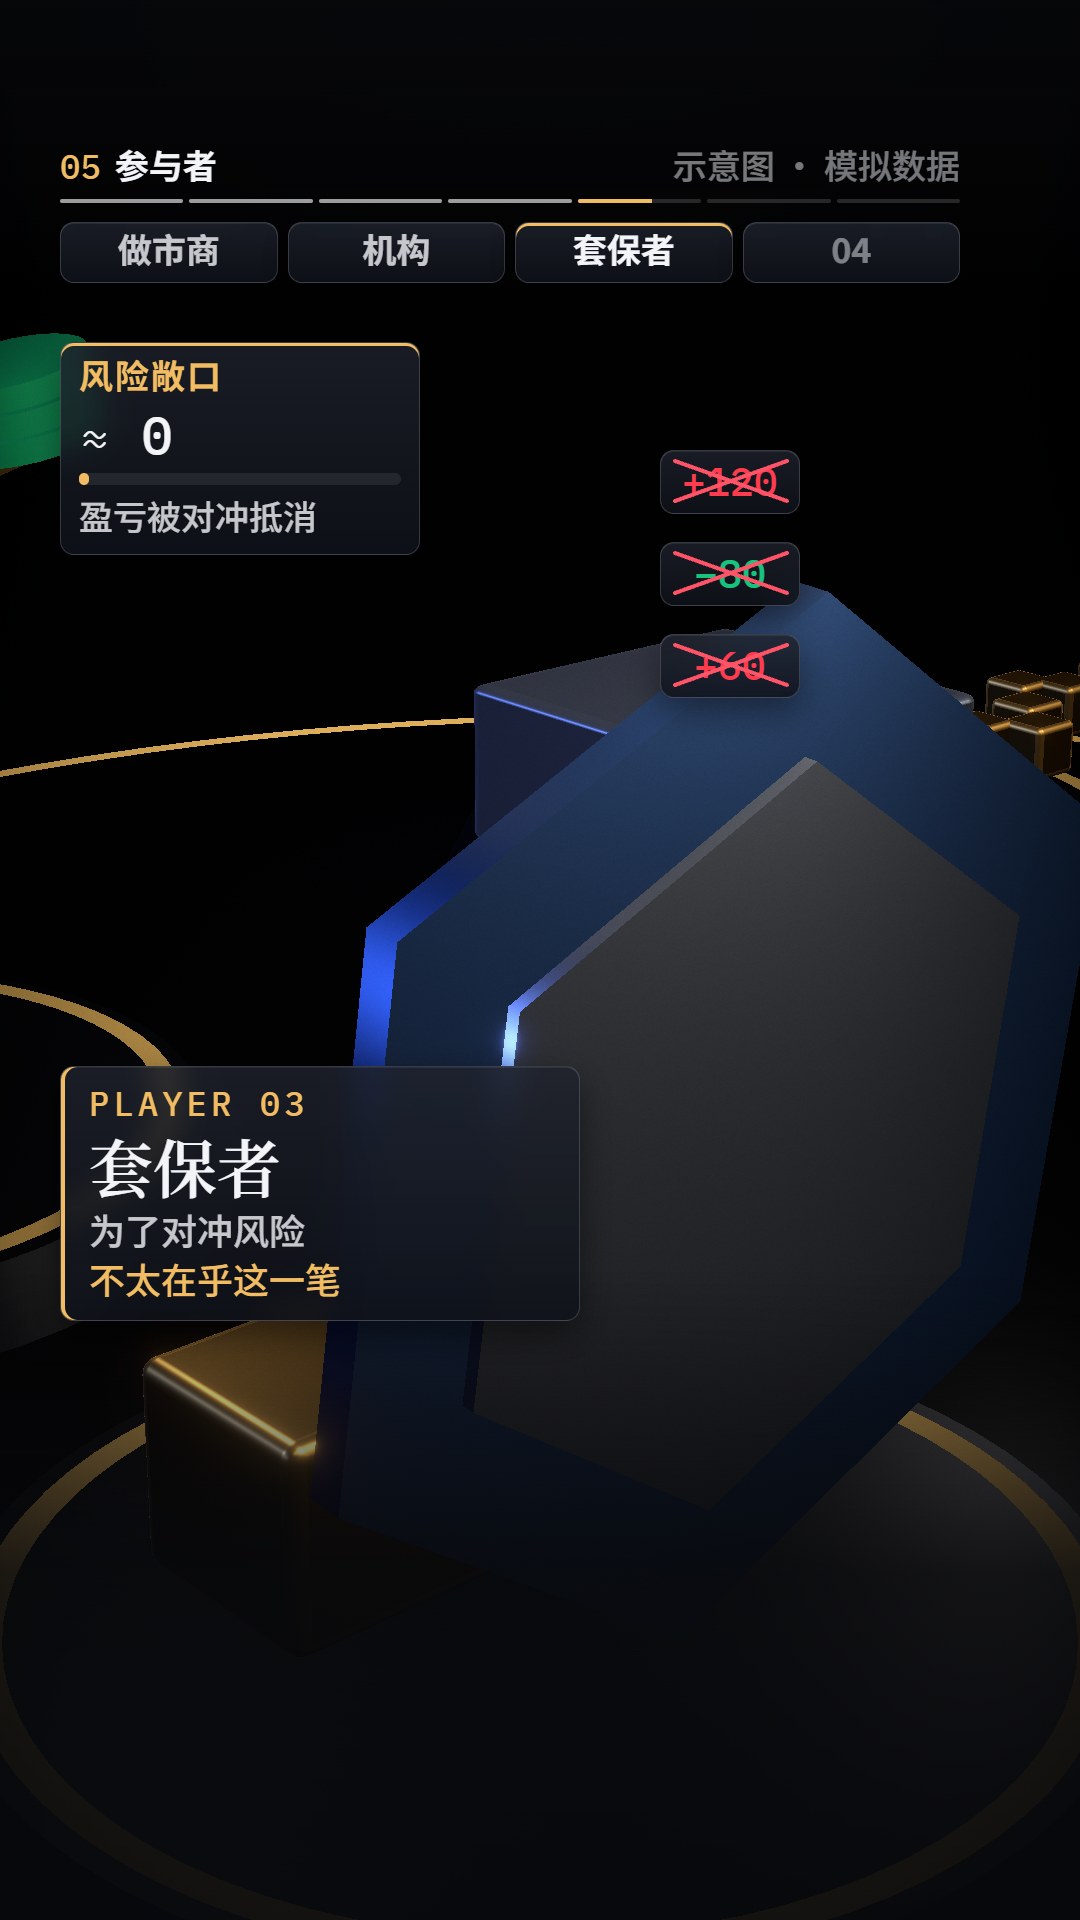 05 参与者
示意图 · 模拟数据
做市商
机构
套保者
04
风险敞口
≈ 0
盈亏被对冲抵消
+120
−80
+60
PLAYER 03
套保者
为了对冲风险
不太在乎这一笔